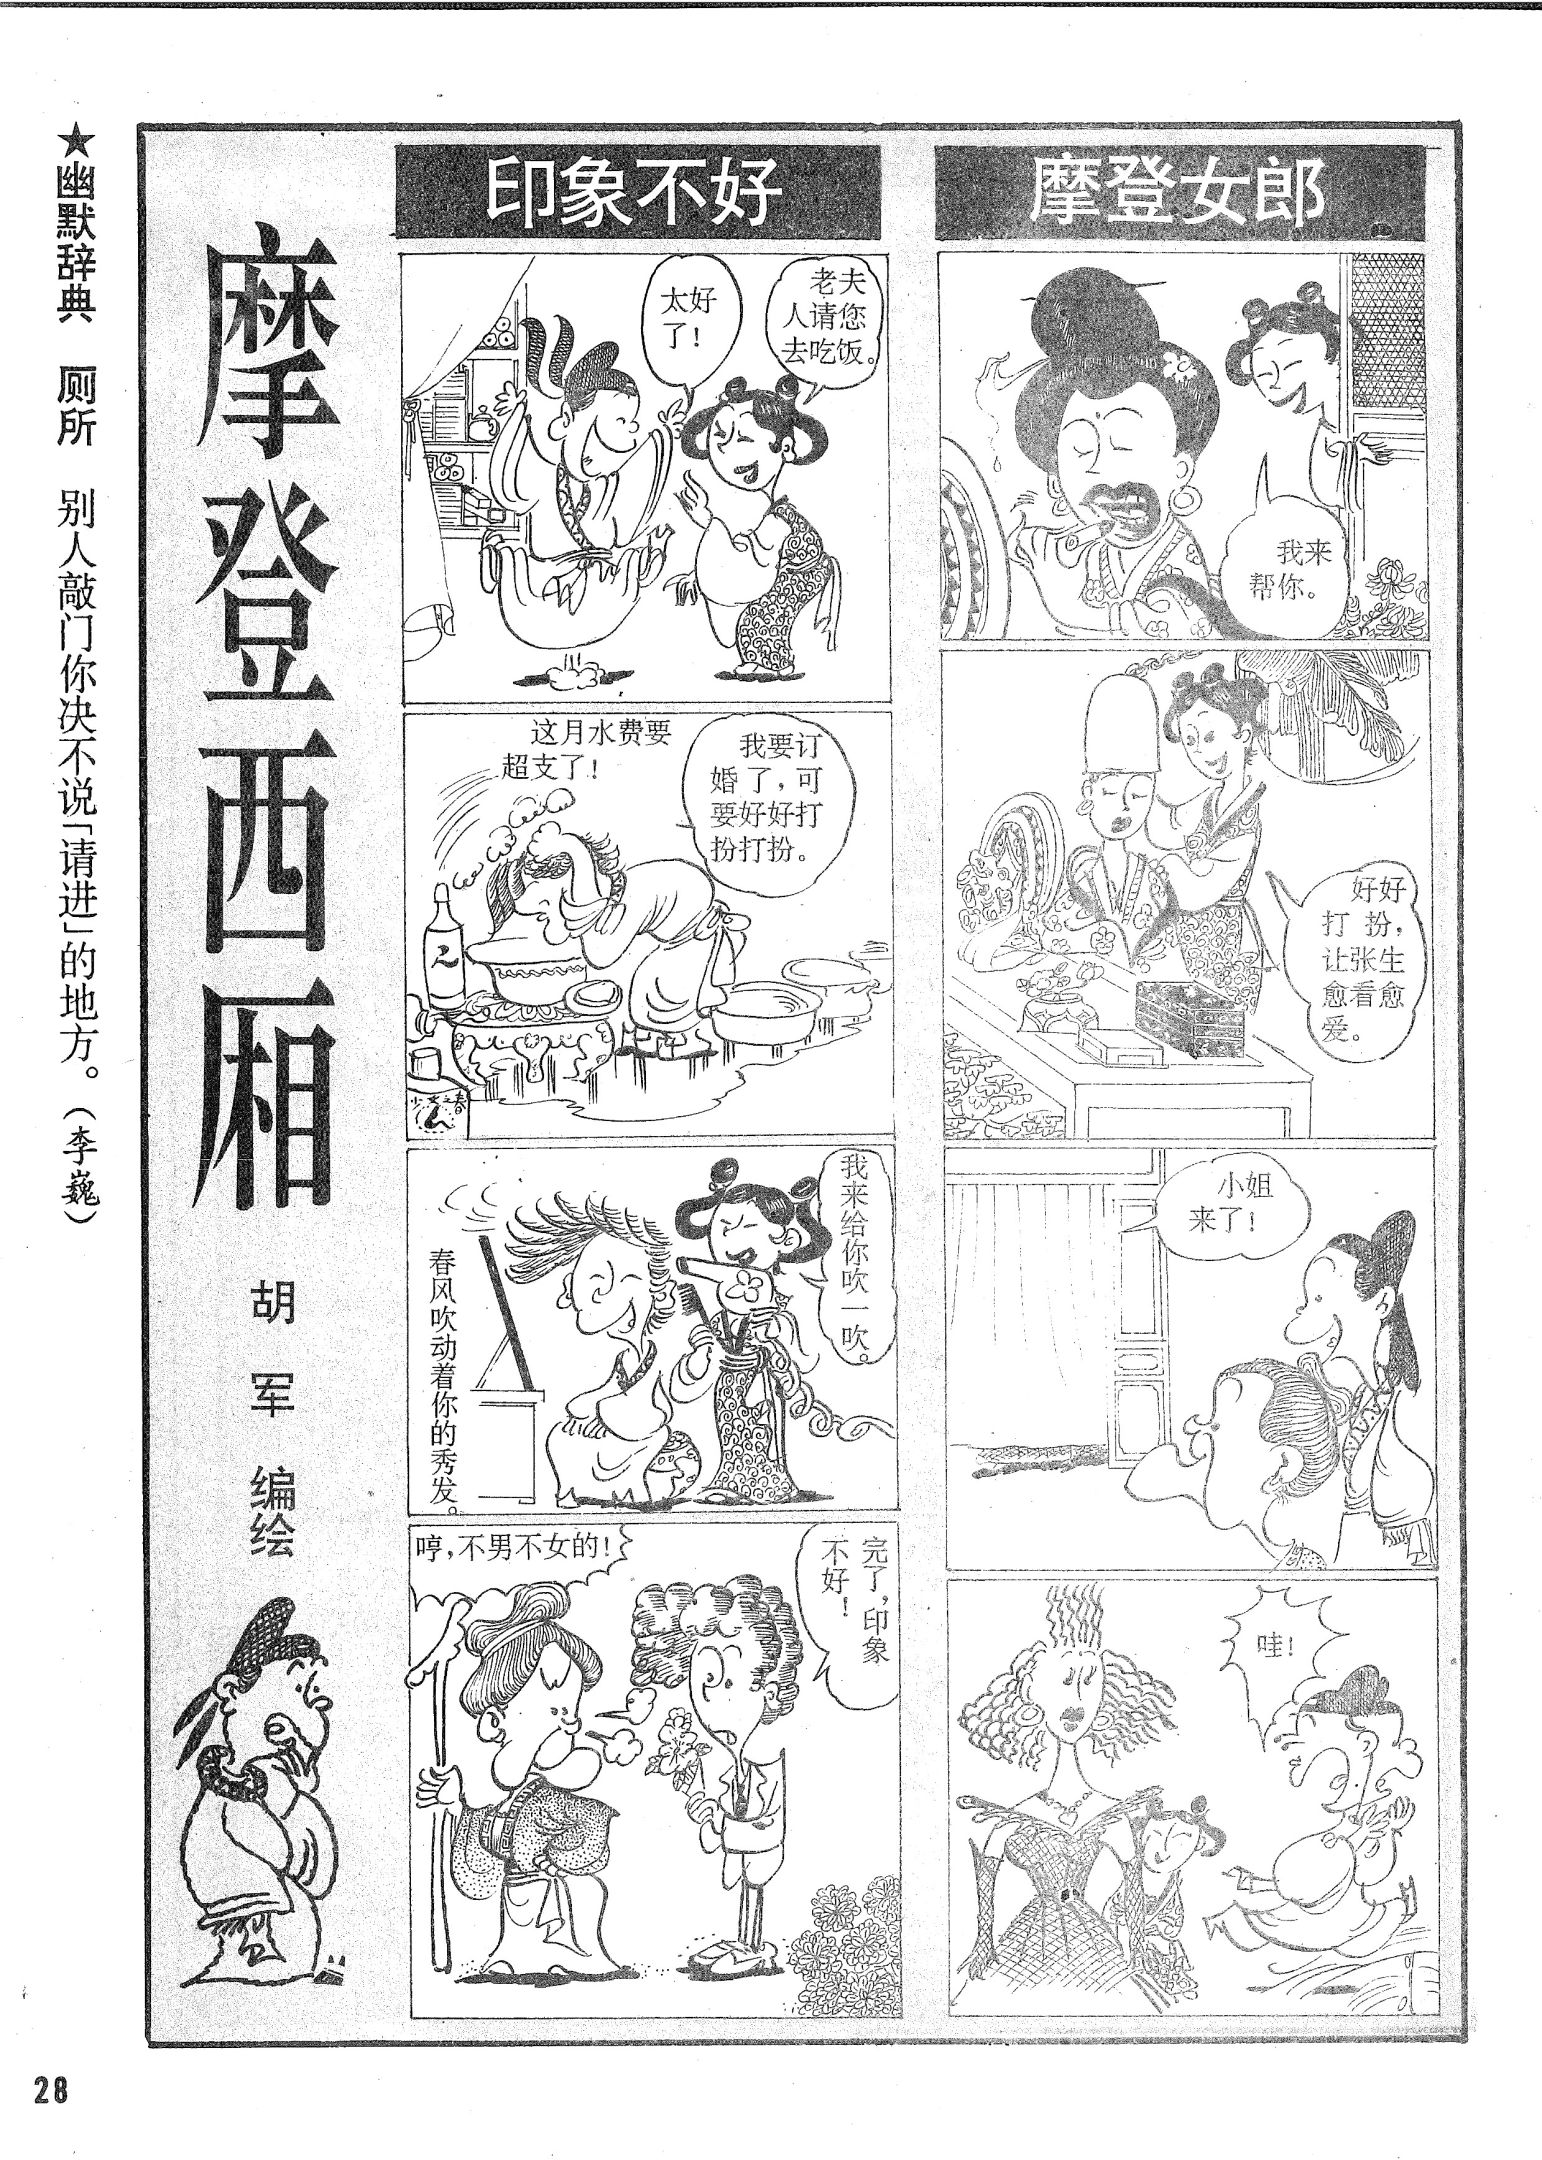 ★幽默辞典　厕所　别人敲门你决不说「请进」的地方。（李巍）
摩登西厢
胡军编绘
印象不好
太好
了！
老夫
人请您
去吃饭。
这月水费要
超支了！
我要订
婚了，可
要好好打
扮打扮。
少女之春
我来给你吹一吹。
春风吹动着你的秀发。
哼，不男不女的！
完了，印象
不好！
摩登女郎
我来
帮你。
好好
打扮，
让张生
愈看愈
爱。
小姐
来了！
哇！
28